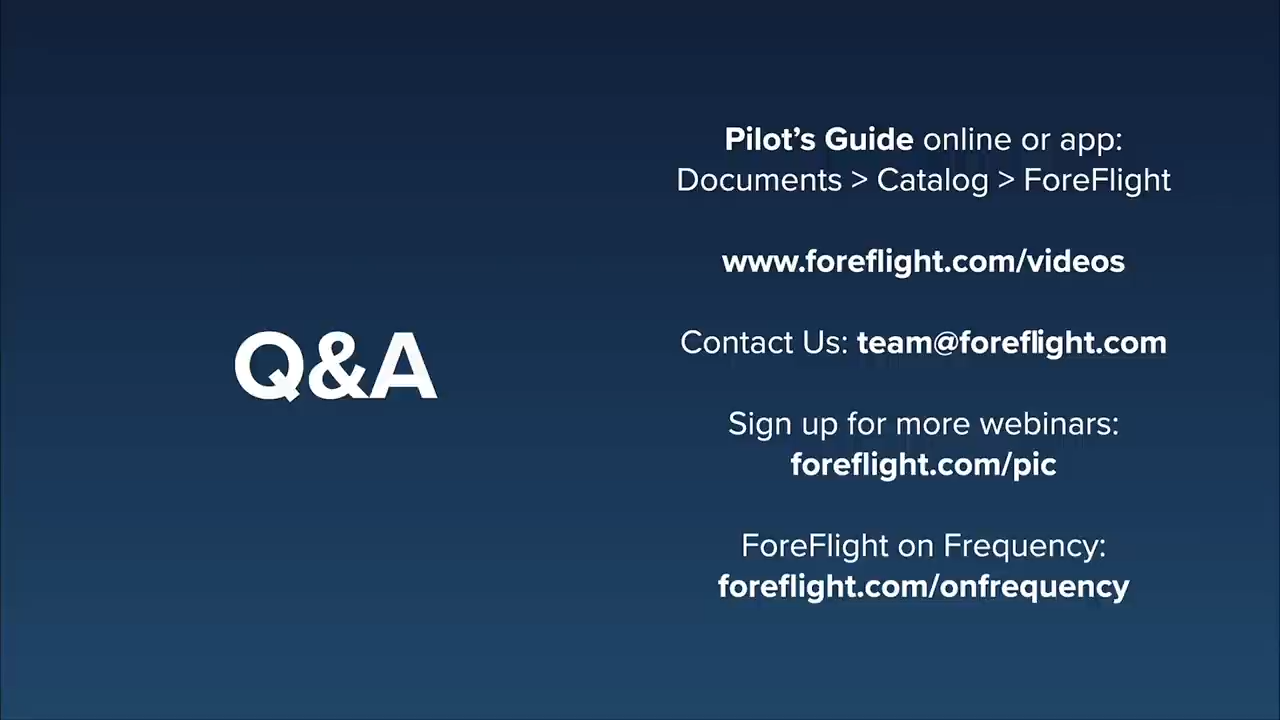 Q&A
Pilot’s Guide online or app:
Documents > Catalog > ForeFlight
www.foreflight.com/videos
Contact Us: team@foreflight.com
Sign up for more webinars:
foreflight.com/pic
ForeFlight on Frequency:
foreflight.com/onfrequency